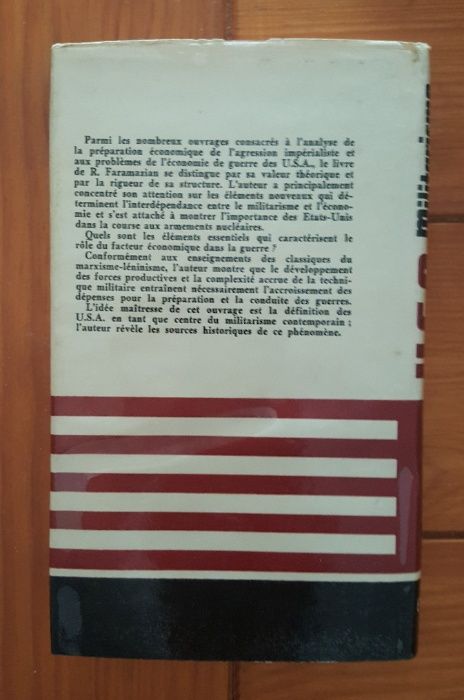 Parmi les nombreux ouvrages consacrés à l'analyse de
la préparation économique de l'agression impérialiste et
aux problèmes de l'économie de guerre des U.S.A., le livre
de R. Faramazian se distingue par sa valeur théorique et
par la rigueur de sa structure. L'auteur a principalement
concentré son attention sur les éléments nouveaux qui dé-
terminent l'interdépendance entre le militarisme et l'écono-
mie et s'est attaché à montrer l'importance des Etats-Unis
dans la course aux armements nucléaires.
Quels sont les éléments essentiels qui caractérisent le
rôle du facteur économique dans la guerre ?
Conformément aux enseignements des classiques du
marxisme-léninisme, l'auteur montre que le développement
des forces productives et la complexité accrue de la techni-
que militaire entraînent nécessairement l'accroissement des
dépenses pour la préparation et la conduite des guerres.
L'idée maîtresse de cet ouvrage est la définition des
U.S.A. en tant que centre du militarisme contemporain ;
l'auteur révèle les sources historiques de ce phénomène.